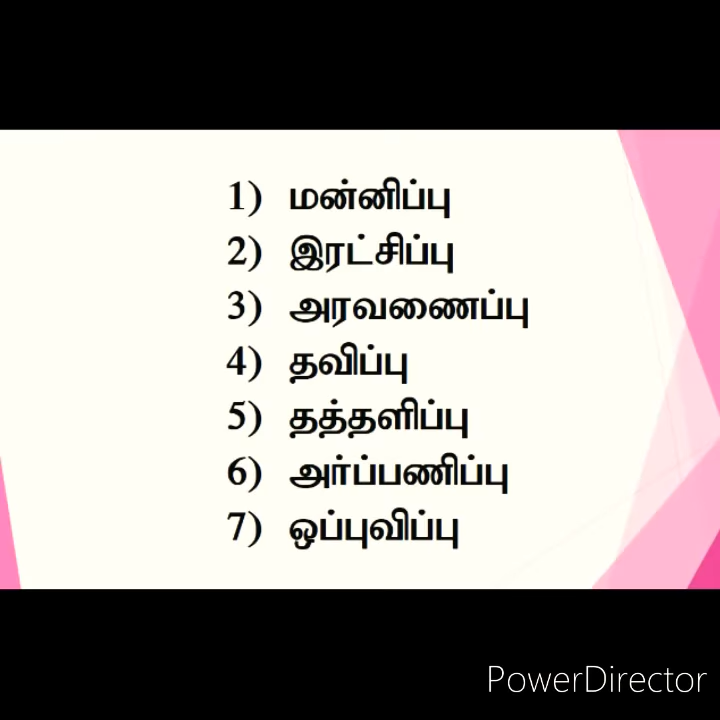 1) மன்னிப்பு
2) இரட்சிப்பு
3) அரவணைப்பு
4) தவிப்பு
5) தத்தளிப்பு
6) அர்ப்பணிப்பு
7) ஒப்புவிப்பு
PowerDirector